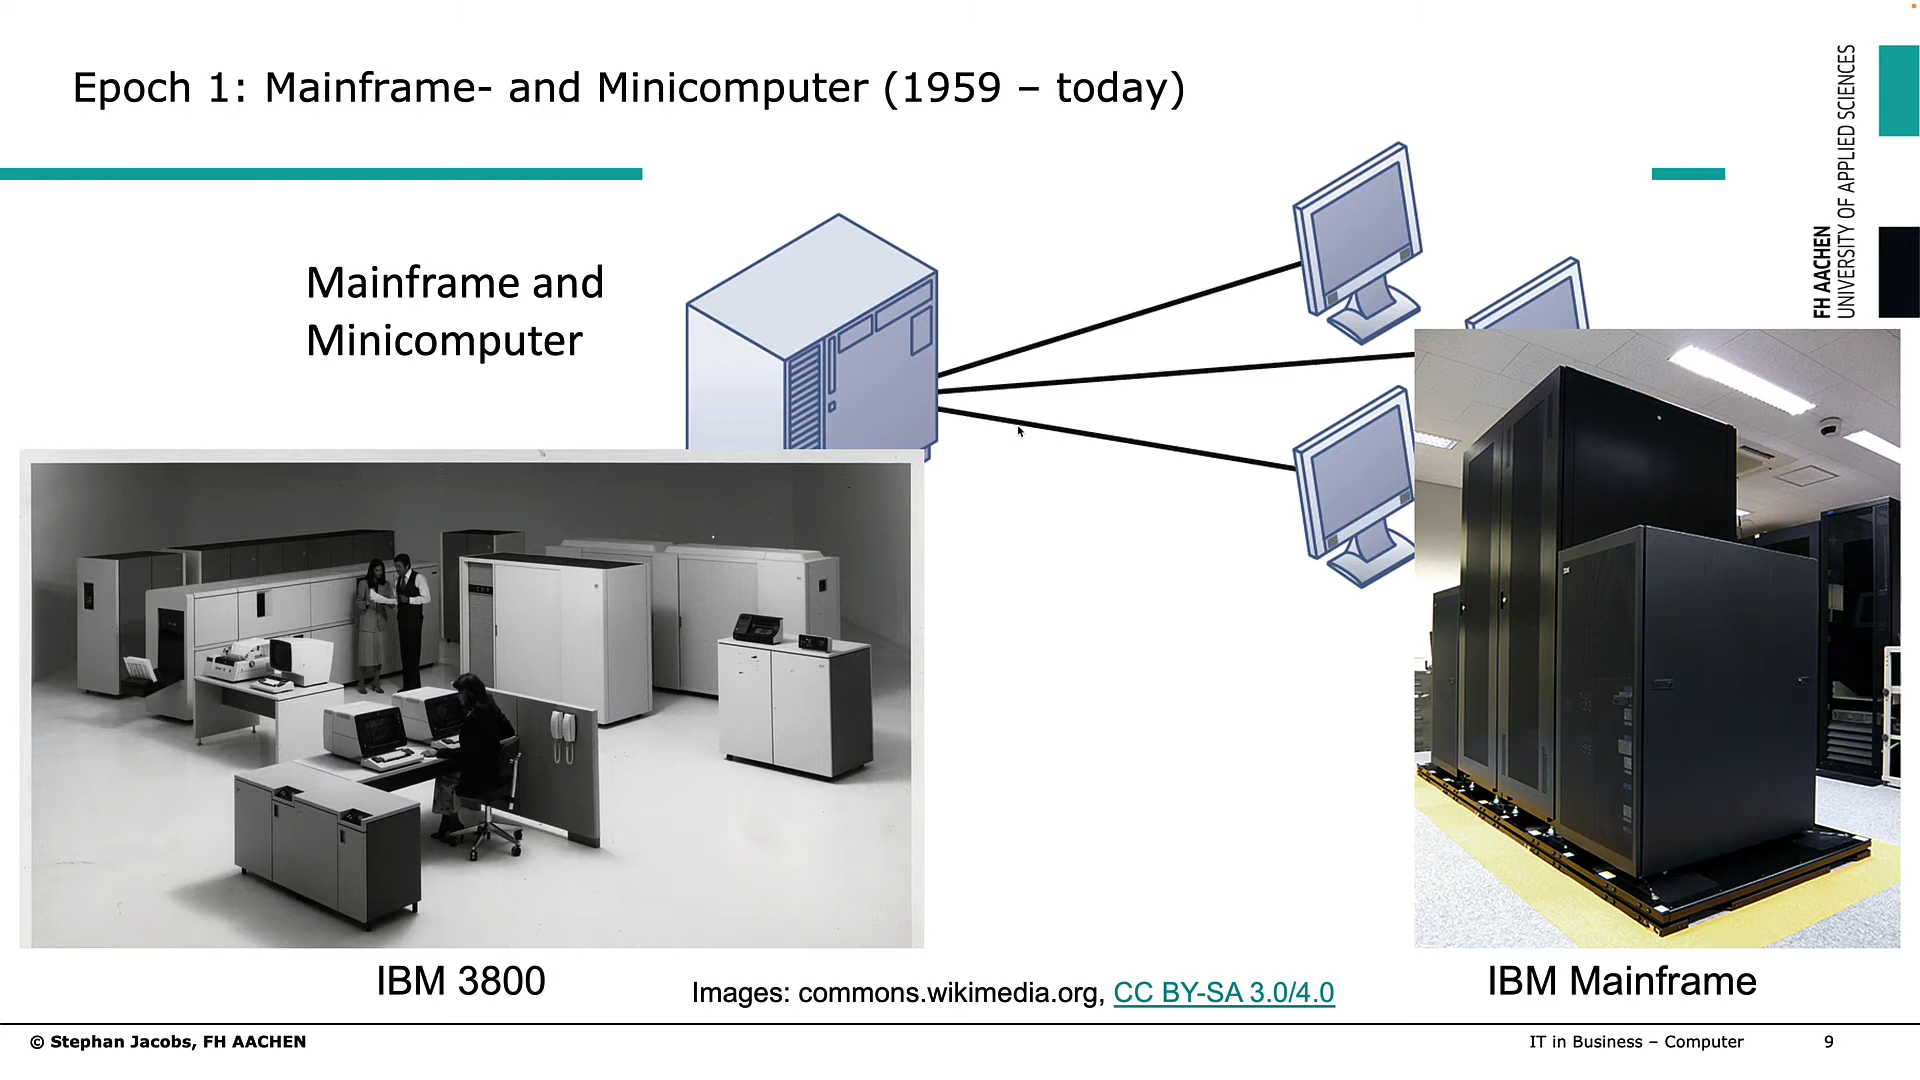 Epoch 1: Mainframe- and Minicomputer (1959 – today)
FH AACHEN
UNIVERSITY OF APPLIED SCIENCES
Mainframe and
Minicomputer
IBM 3800
Images: commons.wikimedia.org, CC BY-SA 3.0/4.0
IBM Mainframe
© Stephan Jacobs, FH AACHEN
IT in Business – Computer
9